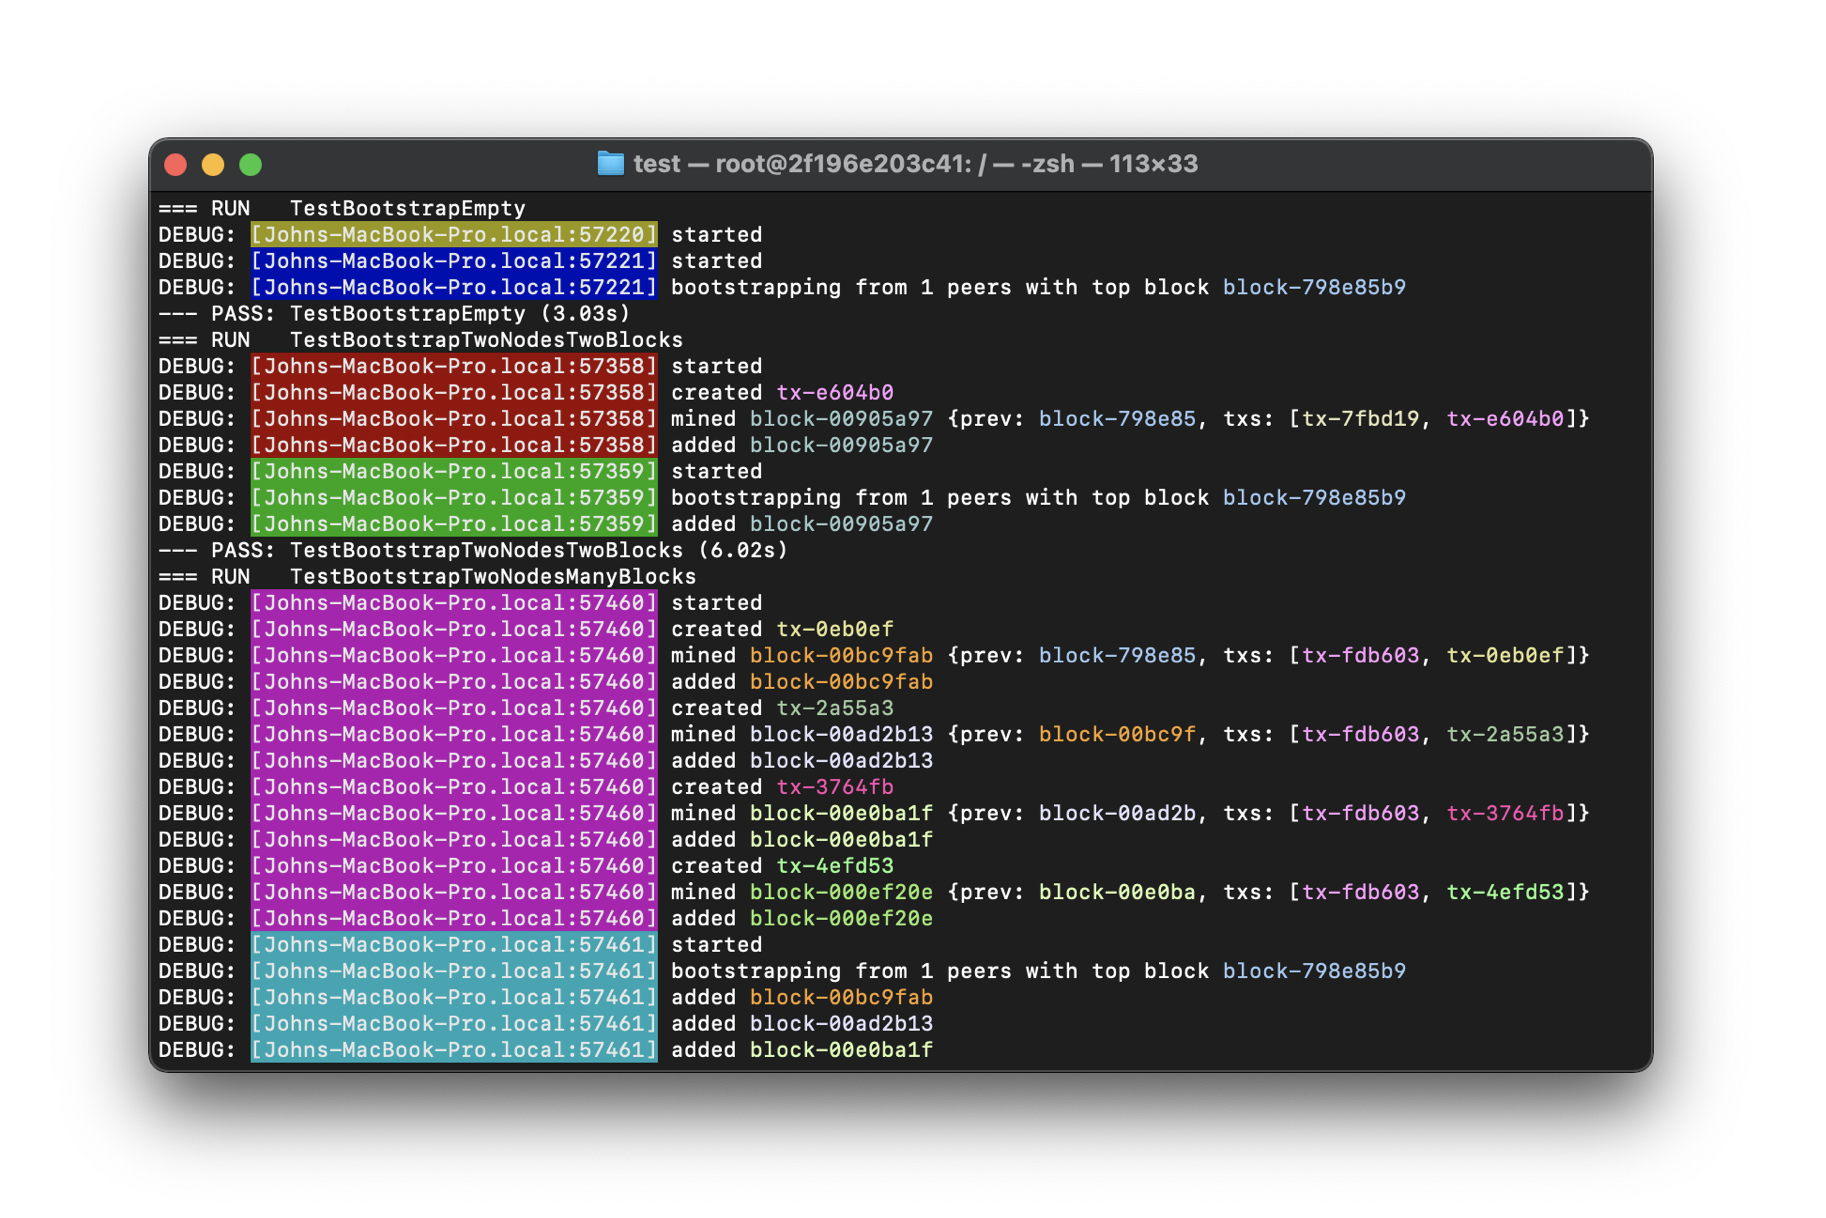 test — root@2f196e203c41: / — -zsh — 113×33
=== RUN   TestBootstrapEmpty
DEBUG: [Johns-MacBook-Pro.local:57220] started
DEBUG: [Johns-MacBook-Pro.local:57221] started
DEBUG: [Johns-MacBook-Pro.local:57221] bootstrapping from 1 peers with top block block-798e85b9
--- PASS: TestBootstrapEmpty (3.03s)
=== RUN   TestBootstrapTwoNodesTwoBlocks
DEBUG: [Johns-MacBook-Pro.local:57358] started
DEBUG: [Johns-MacBook-Pro.local:57358] created tx-e604b0
DEBUG: [Johns-MacBook-Pro.local:57358] mined block-00905a97 {prev: block-798e85, txs: [tx-7fbd19, tx-e604b0]}
DEBUG: [Johns-MacBook-Pro.local:57358] added block-00905a97
DEBUG: [Johns-MacBook-Pro.local:57359] started
DEBUG: [Johns-MacBook-Pro.local:57359] bootstrapping from 1 peers with top block block-798e85b9
DEBUG: [Johns-MacBook-Pro.local:57359] added block-00905a97
--- PASS: TestBootstrapTwoNodesTwoBlocks (6.02s)
=== RUN   TestBootstrapTwoNodesManyBlocks
DEBUG: [Johns-MacBook-Pro.local:57460] started
DEBUG: [Johns-MacBook-Pro.local:57460] created tx-0eb0ef
DEBUG: [Johns-MacBook-Pro.local:57460] mined block-00bc9fab {prev: block-798e85, txs: [tx-fdb603, tx-0eb0ef]}
DEBUG: [Johns-MacBook-Pro.local:57460] added block-00bc9fab
DEBUG: [Johns-MacBook-Pro.local:57460] created tx-2a55a3
DEBUG: [Johns-MacBook-Pro.local:57460] mined block-00ad2b13 {prev: block-00bc9f, txs: [tx-fdb603, tx-2a55a3]}
DEBUG: [Johns-MacBook-Pro.local:57460] added block-00ad2b13
DEBUG: [Johns-MacBook-Pro.local:57460] created tx-3764fb
DEBUG: [Johns-MacBook-Pro.local:57460] mined block-00e0ba1f {prev: block-00ad2b, txs: [tx-fdb603, tx-3764fb]}
DEBUG: [Johns-MacBook-Pro.local:57460] added block-00e0ba1f
DEBUG: [Johns-MacBook-Pro.local:57460] created tx-4efd53
DEBUG: [Johns-MacBook-Pro.local:57460] mined block-000ef20e {prev: block-00e0ba, txs: [tx-fdb603, tx-4efd53]}
DEBUG: [Johns-MacBook-Pro.local:57460] added block-000ef20e
DEBUG: [Johns-MacBook-Pro.local:57461] started
DEBUG: [Johns-MacBook-Pro.local:57461] bootstrapping from 1 peers with top block block-798e85b9
DEBUG: [Johns-MacBook-Pro.local:57461] added block-00bc9fab
DEBUG: [Johns-MacBook-Pro.local:57461] added block-00ad2b13
DEBUG: [Johns-MacBook-Pro.local:57461] added block-00e0ba1f